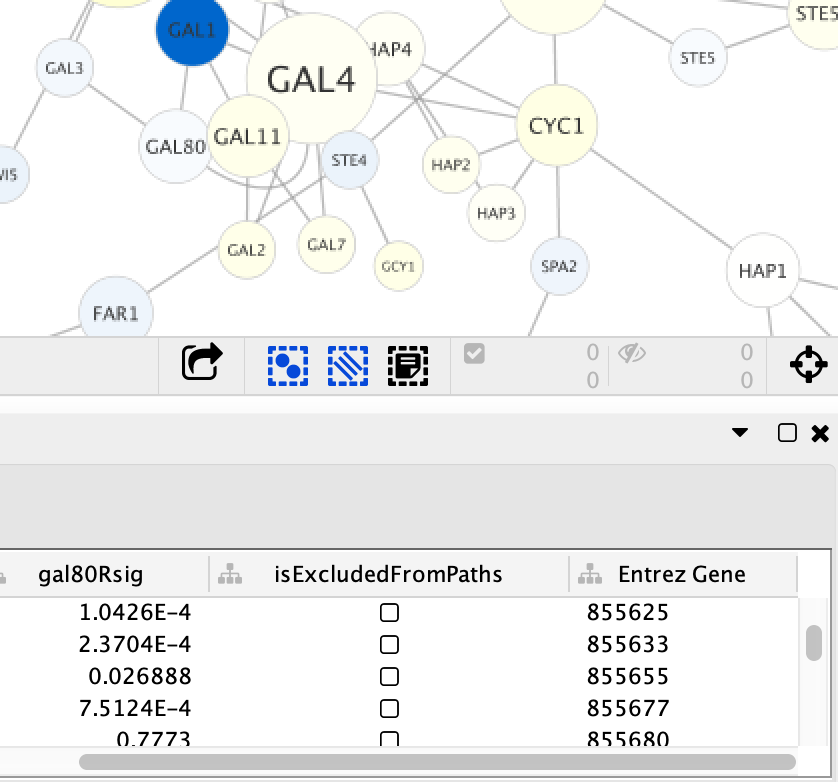 GAL1
STE5
HAP4
GAL3
GAL4
STE5
CYC1
GAL80
GAL11
STE4
HAP2
HAP3
GAL2
GAL7
GCY1
SPA2
HAP1
FAR1
0 0
0 0
gal80Rsig isExcludedFromPaths Entrez Gene
1.0426E-4 855625
2.3704E-4 855633
0.026888 855655
7.5124E-4 855677
0.7773 855680